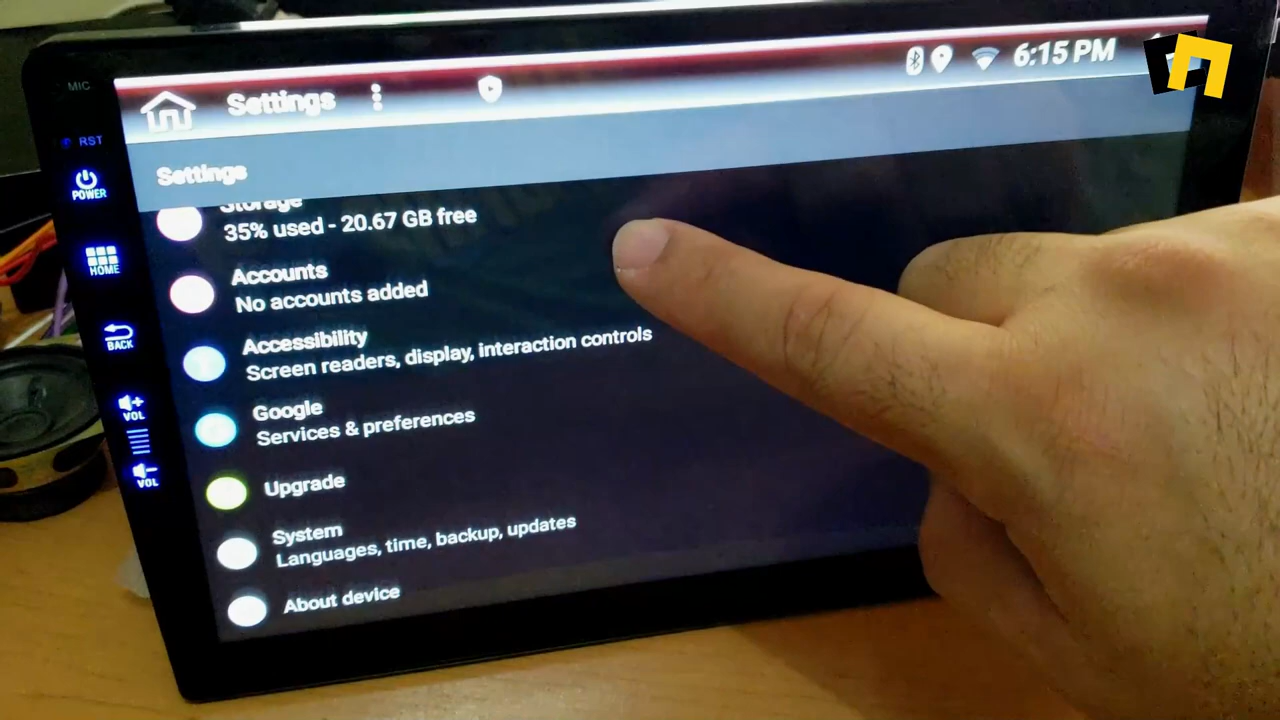 MIC
Settings
6:15 PM
RST
Settings
POWER
Storage
35% used - 20.67 GB free
HOME
Accounts
No accounts added
BACK
Accessibility
Screen readers, display, interaction controls
VOL
Google
Services & preferences
VOL
Upgrade
System
Languages, time, backup, updates
About device